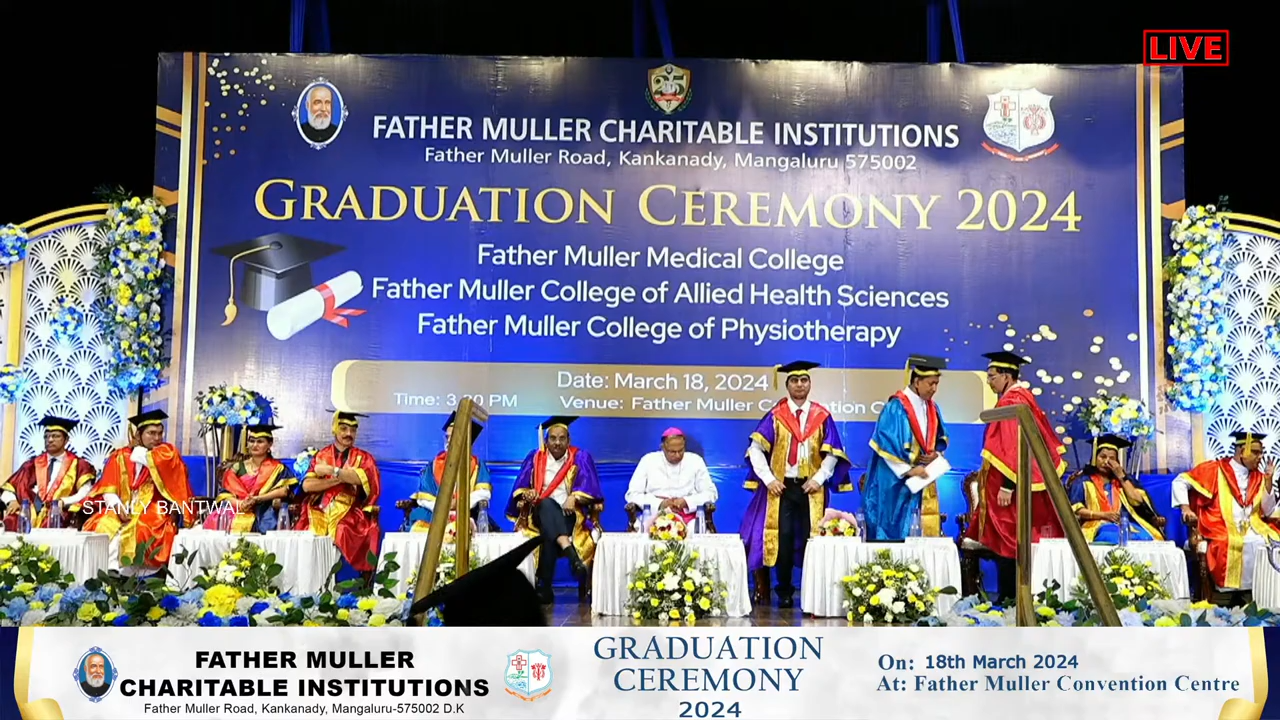 LIVE
25
FATHER MULLER CHARITABLE INSTITUTIONS
Father Muller Road, Kankanady, Mangaluru 575002
GRADUATION CEREMONY 2024
Father Muller Medical College
Father Muller College of Allied Health Sciences
Father Muller College of Physiotherapy
Date: March 18, 2024
Time: PM Venue: Father Muller
STANLY BANTWAL
FATHER MULLER
CHARITABLE INSTITUTIONS
Father Muller Road, Kankanady, Mangaluru-575002 D.K
GRADUATION
CEREMONY
2024
On: 18th March 2024
At: Father Muller Convention Centre